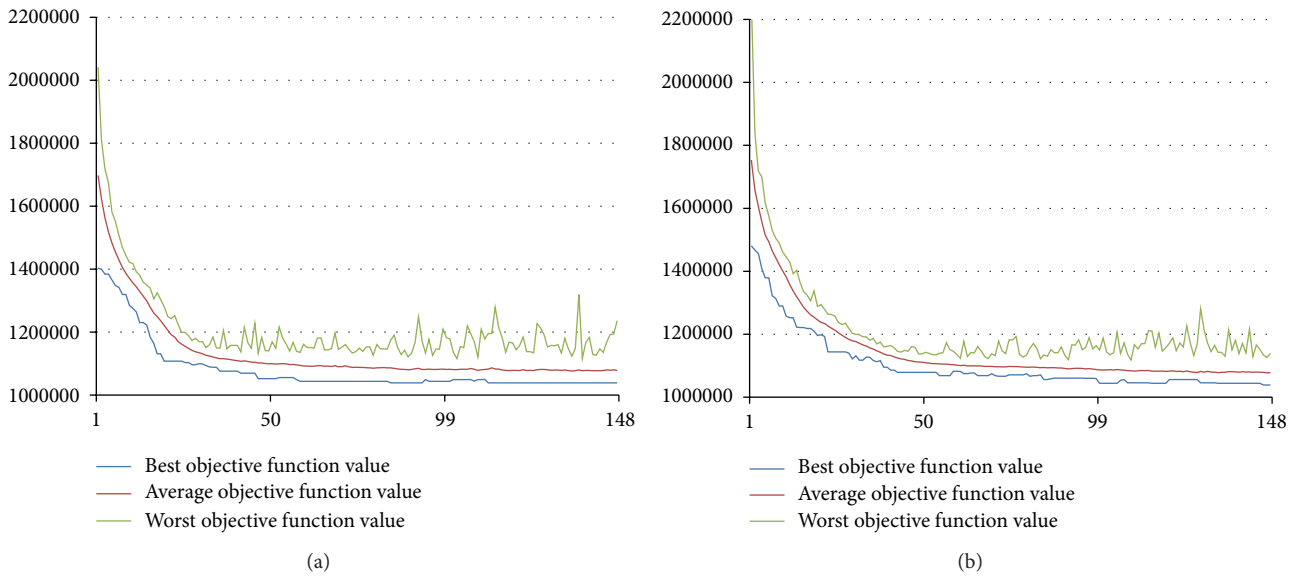 2200000
2000000
1800000
1600000
1400000
1200000
1000000
1
50
99
148
Best objective function value
Average objective function value
Worst objective function value
(a)
2200000
2000000
1800000
1600000
1400000
1200000
1000000
1
50
99
148
Best objective function value
Average objective function value
Worst objective function value
(b)